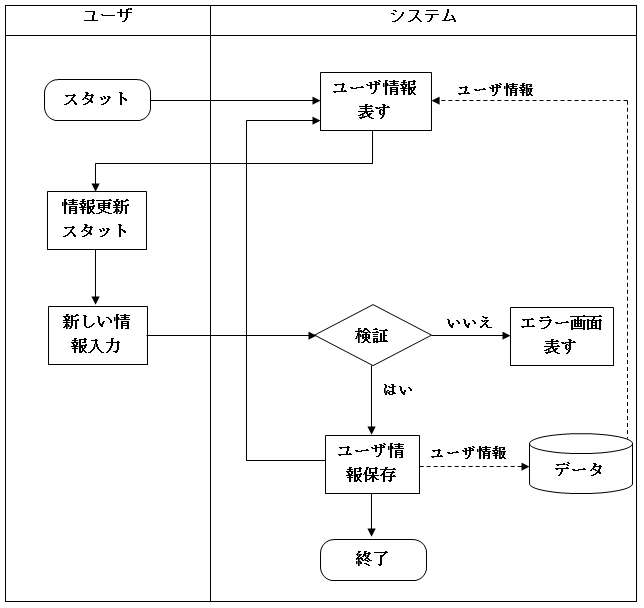 ユーザ
システム
スタット
ユーザ情報
表す
ユーザ情報
情報更新
スタット
新しい情
報入力
検証
いいえ
エラー画面
表す
はい
ユーザ情
報保存
ユーザ情報
データ
終了